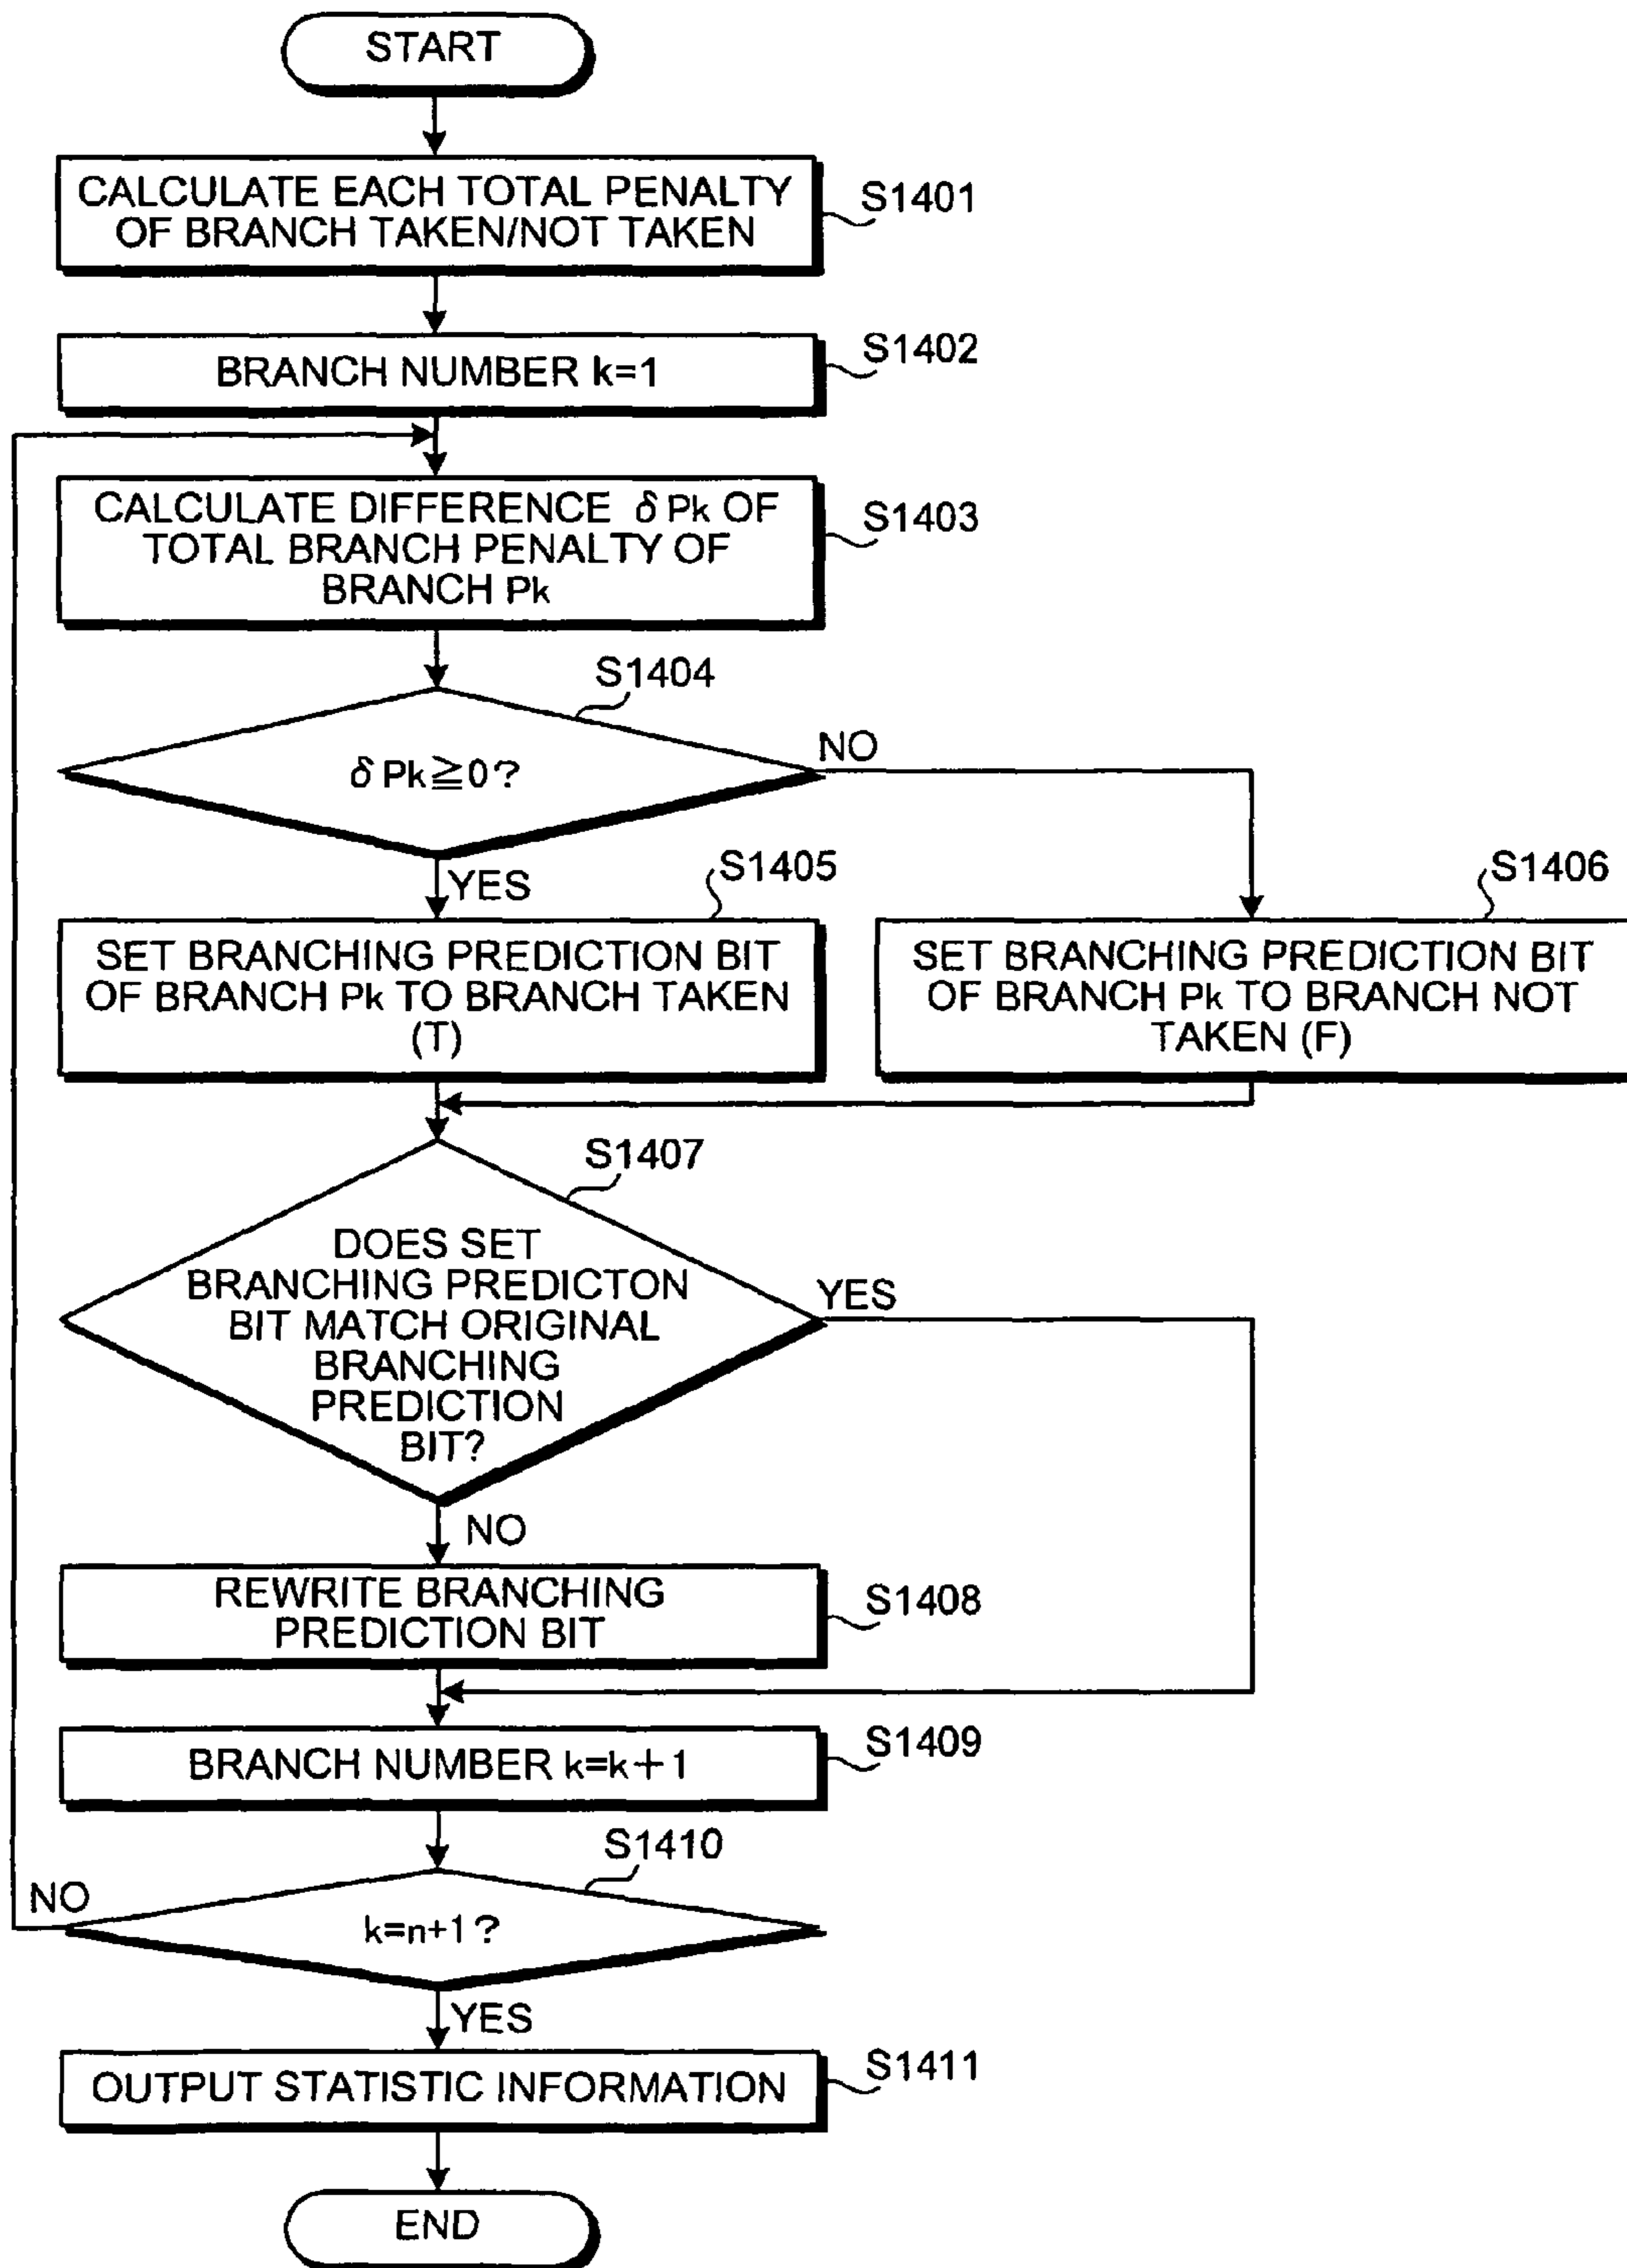 START
CALCULATE EACH TOTAL PENALTY
OF BRANCH TAKEN/NOT TAKEN
S1401
BRANCH NUMBER k=1
S1402
CALCULATE DIFFERENCE δPk OF
TOTAL BRANCH PENALTY OF
BRANCH Pk
S1403
S1404
δPk≧0?
NO
YES
S1405
SET BRANCHING PREDICTION BIT
OF BRANCH Pk TO BRANCH TAKEN
(T)
S1406
SET BRANCHING PREDICTION BIT
OF BRANCH Pk TO BRANCH NOT
TAKEN (F)
S1407
DOES SET
BRANCHING PREDICTON
BIT MATCH ORIGINAL
BRANCHING
PREDICTION
BIT?
YES
NO
REWRITE BRANCHING
PREDICTION BIT
S1408
BRANCH NUMBER k=k+1
S1409
S1410
NO
k=n+1?
YES
OUTPUT STATISTIC INFORMATION
S1411
END